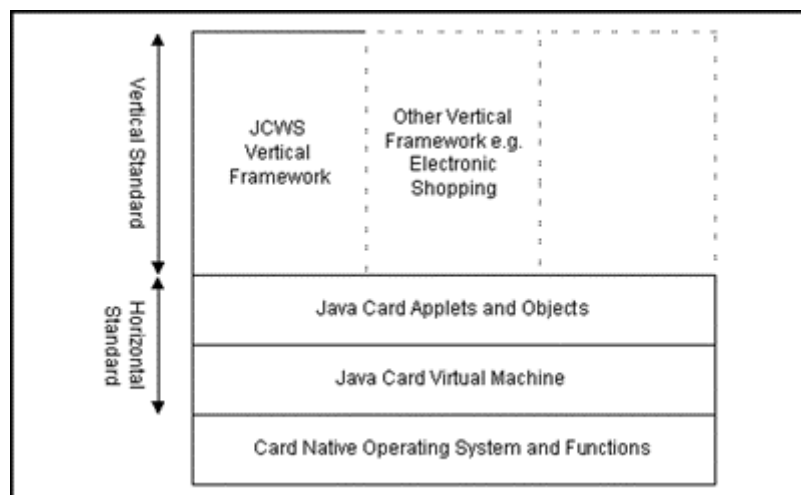 Vertical Standard
JCWS
Vertical
Framework
Other Vertical
Framework e.g.
Electronic
Shopping
Horizontal
Standard
Java Card Applets and Objects
Java Card Virtual Machine
Card Native Operating System and Functions